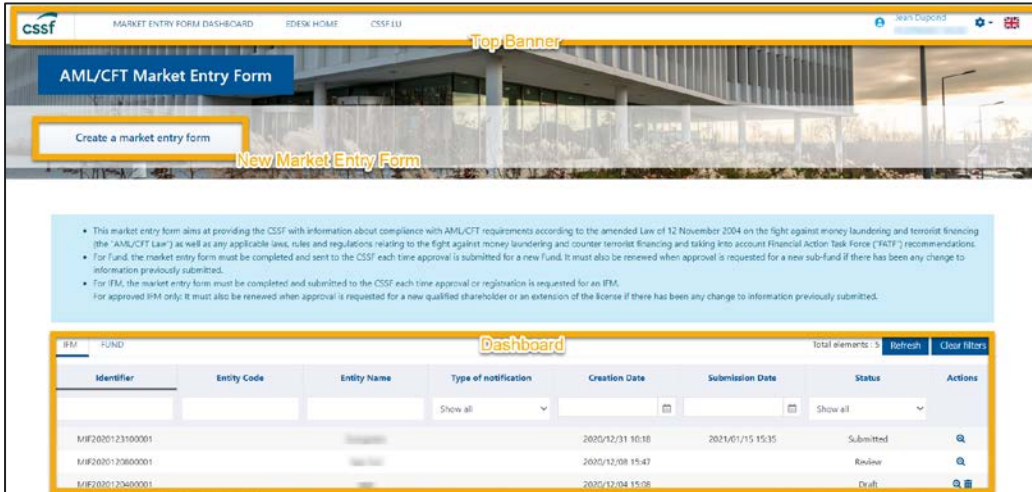 cssf
MARKET ENTRY FORM DASHBOARD EDESK HOME CSSF LU Jean Dupond
Top Banner
AML/CFT Market Entry Form
Create a market entry form
New Market Entry Form
• This market entry form aims at providing the CSSF with information about compliance with AML/CFT requirements according to the amended Law of 12 November 2004 on the fight against money laundering and terrorist financing
(the "AML/CFT Law") as well as any applicable laws, rules and regulations relating to the fight against money laundering and counter terrorist financing and taking into account Financial Action Task Force ("FATF") recommendations.
• For Fund, the market entry form must be completed and sent to the CSSF each time approval is submitted for a new Fund. It must also be renewed when approval is requested for a new sub-fund if there has been any change to
information previously submitted.
• For IFM, the market entry form must be completed and submitted to the CSSF each time approval or registration is requested for an IFM.
For approved IFM only: It must also be renewed when approval is requested for a new qualified shareholder or an extension of the license if there has been any change to information previously submitted.
Dashboard
IFM FUND Total elements : 5 Refresh Clear filters
Identifier Entity Code Entity Name Type of notification Creation Date Submission Date Status Actions
Show all Show all
MIF2020123100001 2020/12/31 10:18 2021/01/15 15:35 Submitted
MIF2020120800001 2020/12/08 15:47 Review
MIF2020120400001 2020/12/04 15:08 Draft